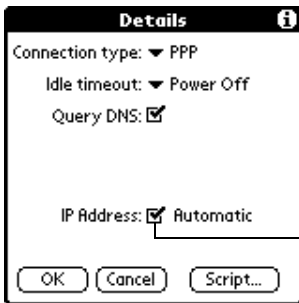 Details
Connection type: PPP
Idle timeout: Power Off
Query DNS:
IP Address: Automatic
OK Cancel Script...